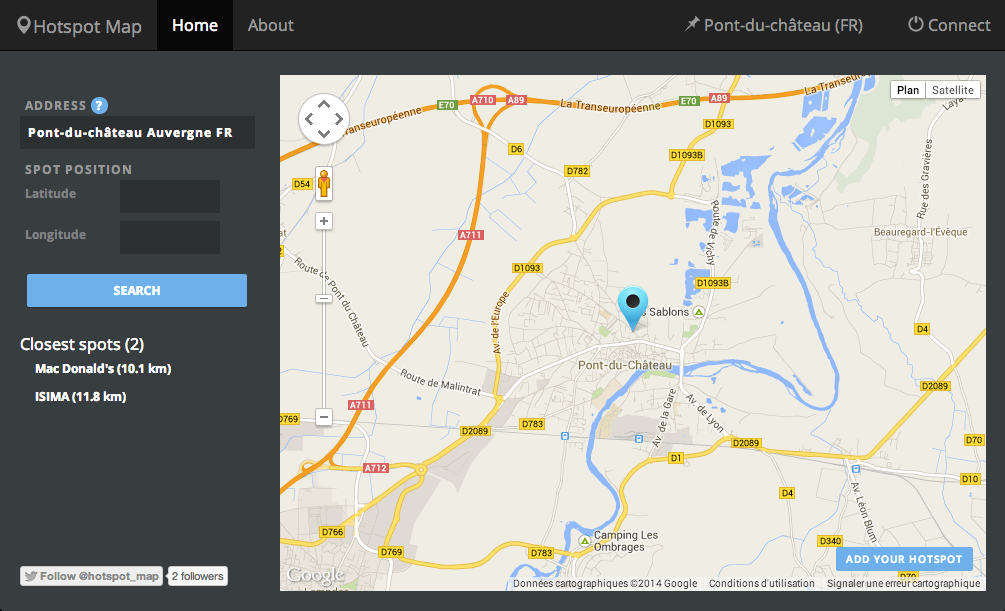 Hotspot Map
Home
About
Pont-du-château (FR)
Connect
ADDRESS ?
Pont-du-château Auvergne FR
SPOT POSITION
Latitude
Longitude
SEARCH
Closest spots (2)
Mac Donald's (10.1 km)
ISIMA (11.8 km)
Follow @hotspot_map
2 followers
Plan
Satellite
E70
A710
A89
La Transeuropéenne
E70
A89
La Transeuro
Transeuropéenne
D1093
D6
D1093B
D782
D54
Rue des Gravières
Route de Vichy
A711
Beauregard-l'Évêque
D1093
Route de Pont du Château
D1093B
Av. de l'Europe
Sablons
D4
Pont-du-Château
Route de Malintrat
D2089
A711
Av. de la Gare
Av. de Lyon
D769
D2089
D783
D2089
D70
D1
A712
D10
D4
Av. Léon Blum
D766
D340
Camping Les
Ombrages
D769
D783
ADD YOUR HOTSPOT
D70
Google
Données cartographiques ©2014 Google
Conditions d'utilisation
Signaler une erreur cartographique